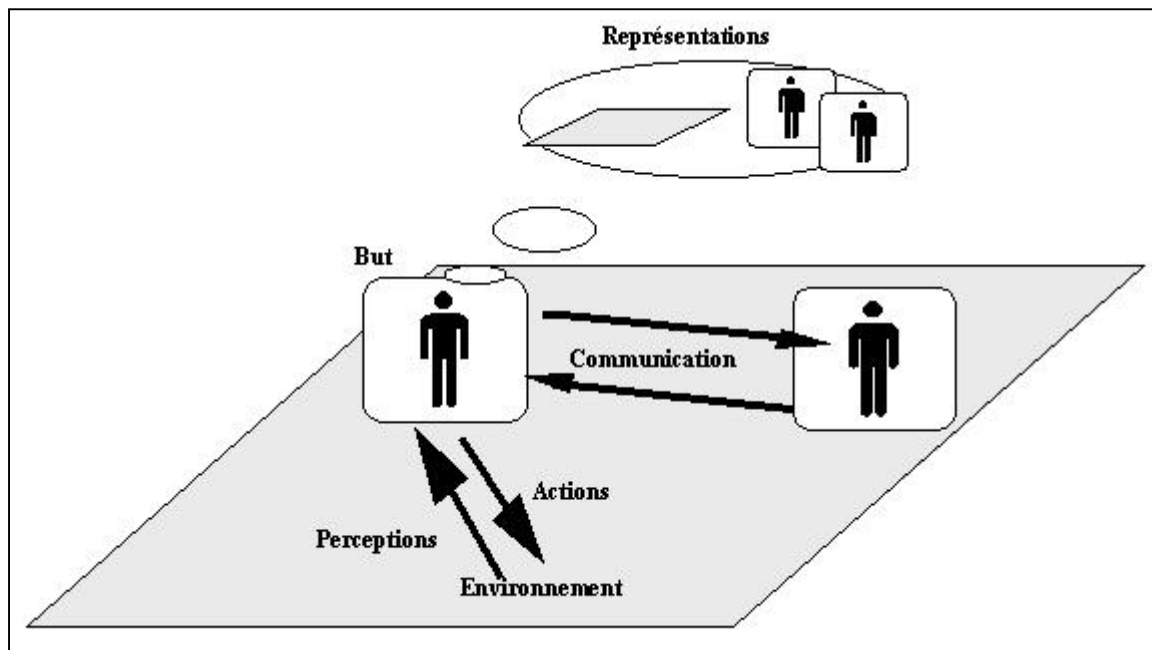 Représentations
But
Communication
Actions
Perceptions
Environnement